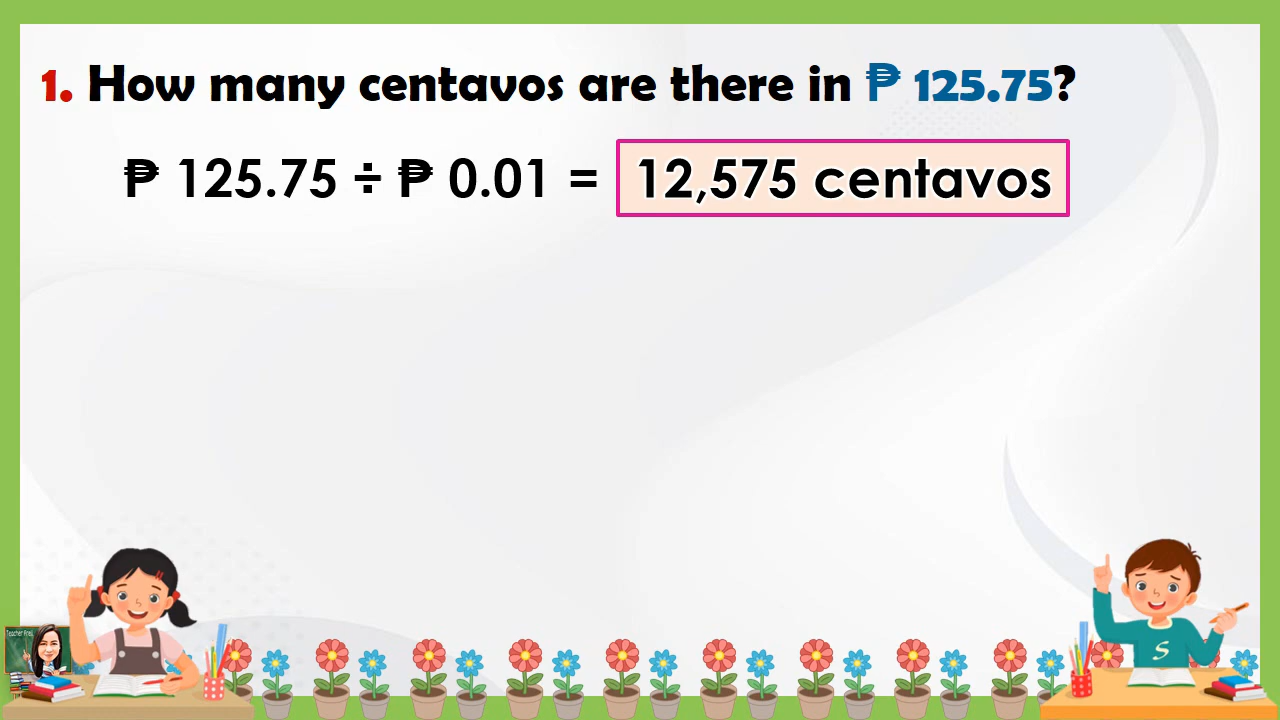 1. How many centavos are there in ₱ 125.75?
₱ 125.75 ÷ ₱ 0.01 = 12,575 centavos
S